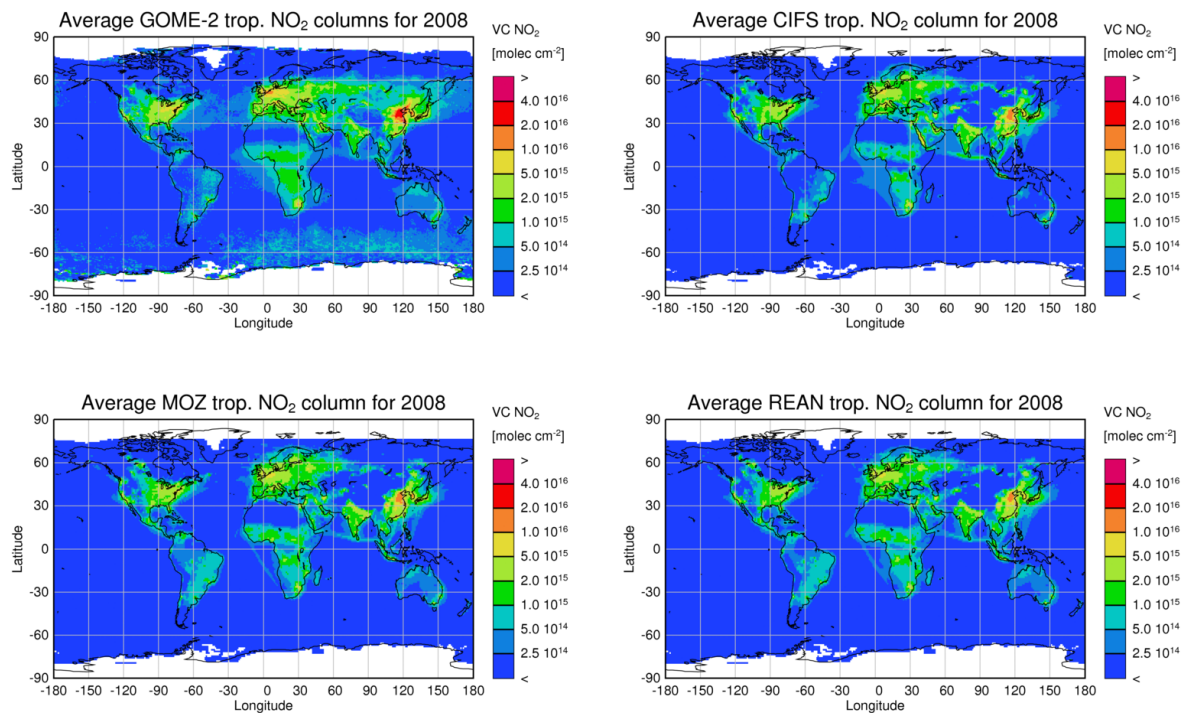 Average GOME-2 trop. NO₂ columns for 2008
VC NO₂
[molec cm⁻²]
90
60
30
0
-30
-60
-90
Latitude
-180 -150 -120 -90 -60 -30 0 30 60 90 120 150 180
Longitude
>
4.0 10¹⁶
2.0 10¹⁶
1.0 10¹⁶
5.0 10¹⁵
2.0 10¹⁵
1.0 10¹⁵
5.0 10¹⁴
2.5 10¹⁴
<
Average CIFS trop. NO₂ column for 2008
VC NO₂
[molec cm⁻²]
90
60
30
0
-30
-60
-90
Latitude
-180 -150 -120 -90 -60 -30 0 30 60 90 120 150 180
Longitude
>
4.0 10¹⁶
2.0 10¹⁶
1.0 10¹⁶
5.0 10¹⁵
2.0 10¹⁵
1.0 10¹⁵
5.0 10¹⁴
2.5 10¹⁴
<
Average MOZ trop. NO₂ column for 2008
VC NO₂
[molec cm⁻²]
90
60
30
0
-30
-60
-90
Latitude
-180 -150 -120 -90 -60 -30 0 30 60 90 120 150 180
Longitude
>
4.0 10¹⁶
2.0 10¹⁶
1.0 10¹⁶
5.0 10¹⁵
2.0 10¹⁵
1.0 10¹⁵
5.0 10¹⁴
2.5 10¹⁴
<
Average REAN trop. NO₂ column for 2008
VC NO₂
[molec cm⁻²]
90
60
30
0
-30
-60
-90
Latitude
-180 -150 -120 -90 -60 -30 0 30 60 90 120 150 180
Longitude
>
4.0 10¹⁶
2.0 10¹⁶
1.0 10¹⁶
5.0 10¹⁵
2.0 10¹⁵
1.0 10¹⁵
5.0 10¹⁴
2.5 10¹⁴
<